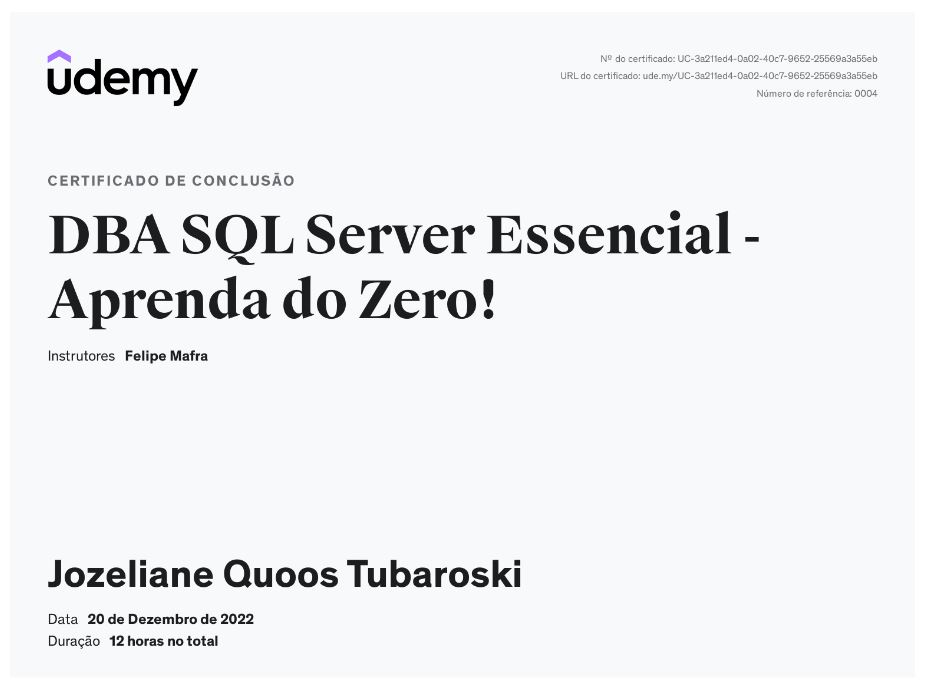 udemy
Nº do certificado: UC-3a211ed4-0a02-40c7-9652-25569a3a55eb
URL do certificado: ude.my/UC-3a211ed4-0a02-40c7-9652-25569a3a55eb
Número de referência: 0004
CERTIFICADO DE CONCLUSÃO
DBA SQL Server Essencial -
Aprenda do Zero!
Instrutores Felipe Mafra
Jozeliane Quoos Tubaroski
Data 20 de Dezembro de 2022
Duração 12 horas no total